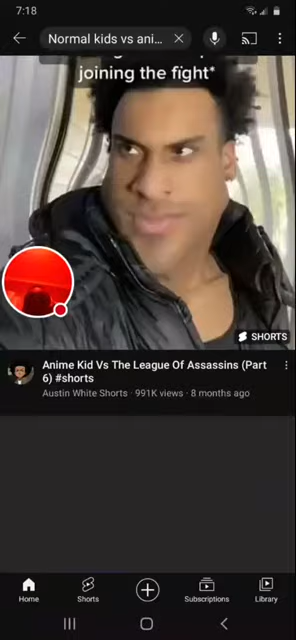 7:18
Normal kids vs ani...
joining the fight*
SHORTS
Anime Kid Vs The League Of Assassins (Part
6) #shorts
Austin White Shorts · 991K views · 8 months ago
Home
Shorts
Subscriptions
Library